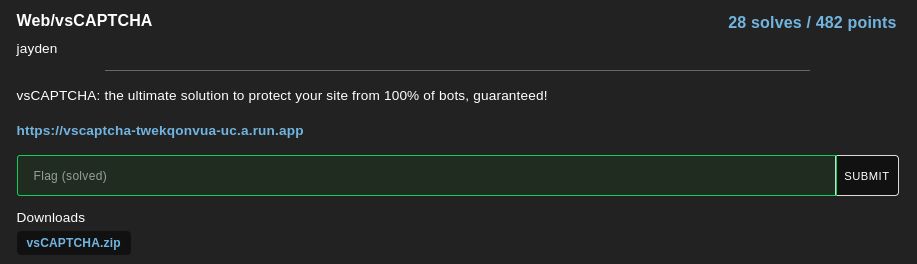 Web/vsCAPTCHA
28 solves / 482 points
jayden
vsCAPTCHA: the ultimate solution to protect your site from 100% of bots, guaranteed!
https://vscaptcha-twekqonvua-uc.a.run.app
Flag (solved)
SUBMIT
Downloads
vsCAPTCHA.zip